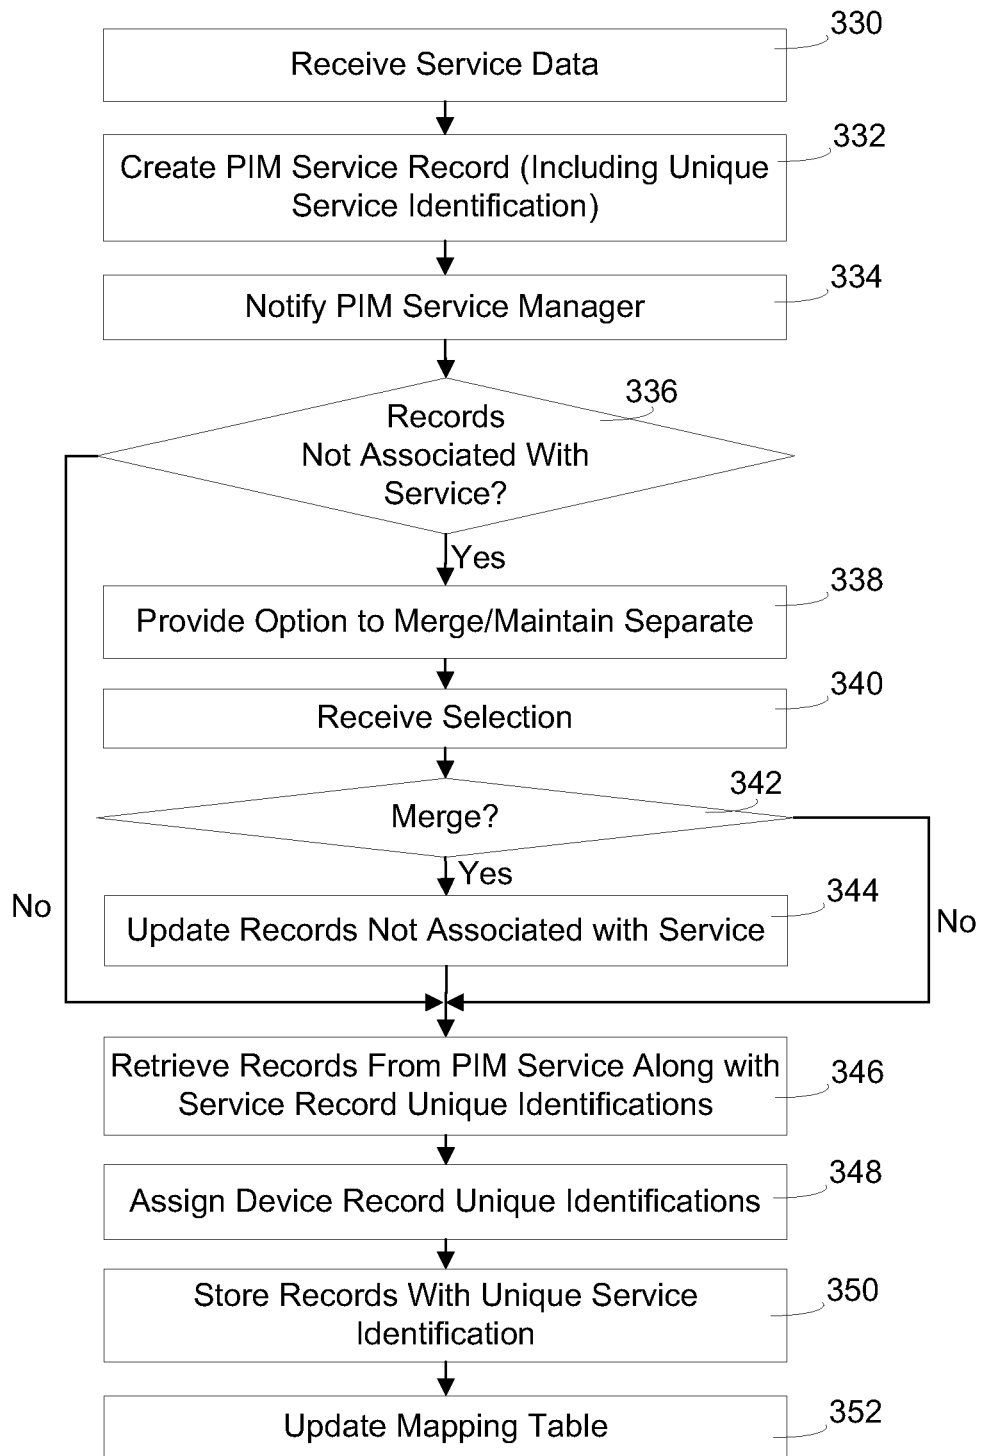 330
Receive Service Data
332
Create PIM Service Record (Including Unique
Service Identification)
334
Notify PIM Service Manager
336
Records
Not Associated With
Service?
Yes
338
Provide Option to Merge/Maintain Separate
340
Receive Selection
342
Merge?
Yes
344
No
Update Records Not Associated with Service
No
Retrieve Records From PIM Service Along with
Service Record Unique Identifications
346
348
Assign Device Record Unique Identifications
350
Store Records With Unique Service
Identification
352
Update Mapping Table